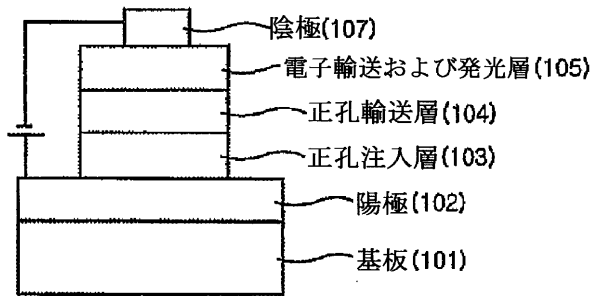 陰極(107)
電子輸送および発光層(105)
正孔輸送層(104)
正孔注入層(103)
陽極(102)
基板(101)